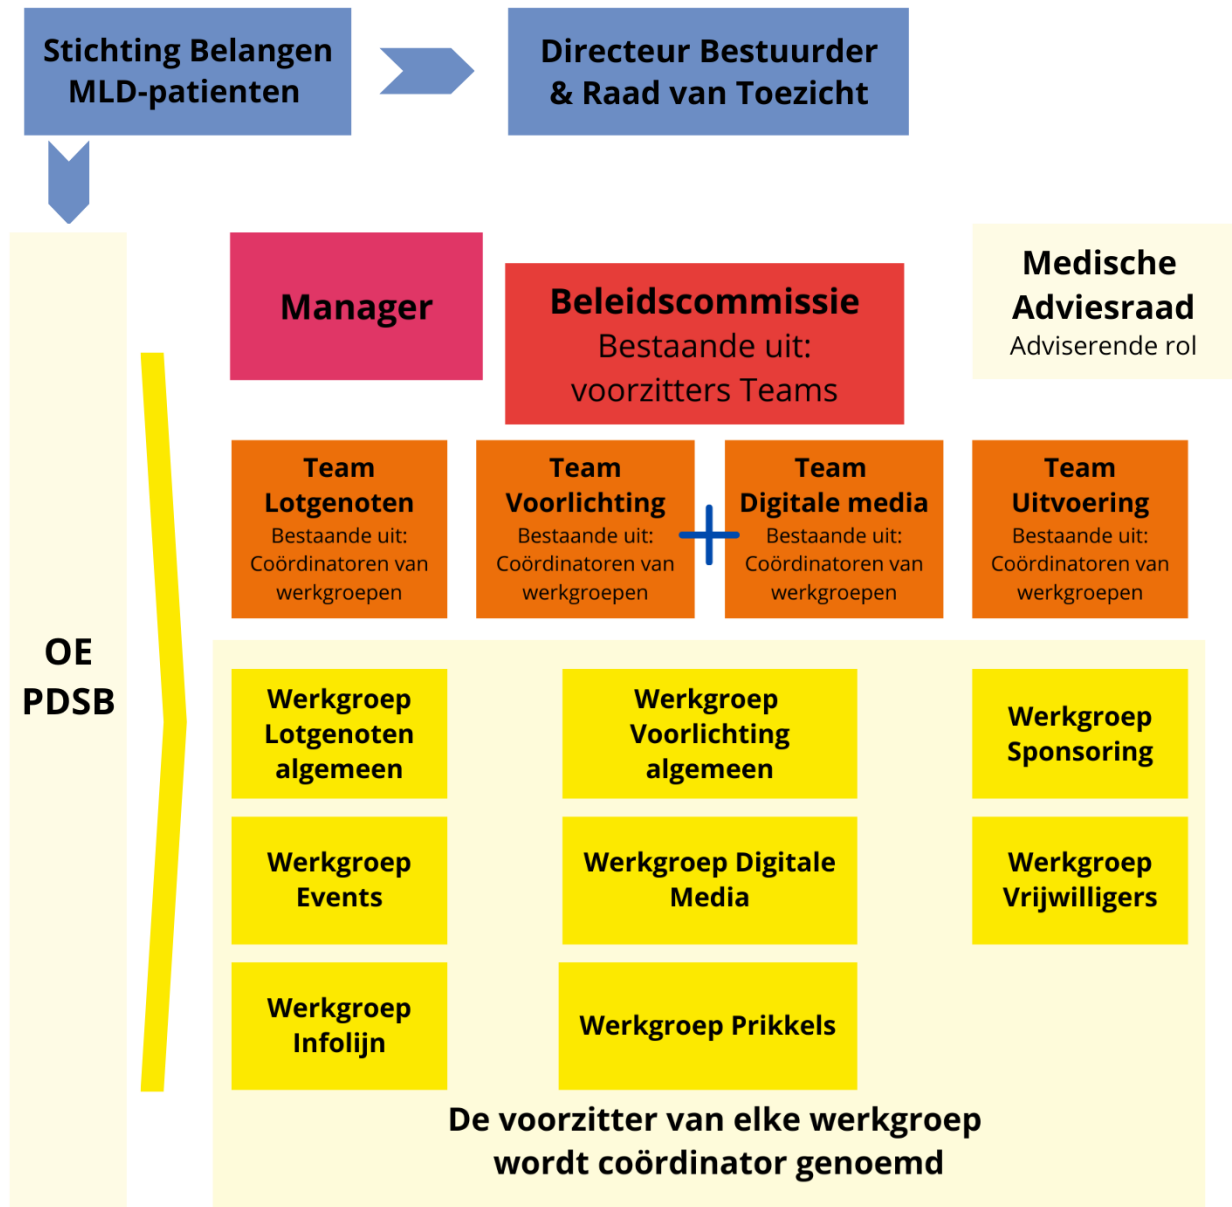 Stichting Belangen
MLD-patienten
Directeur Bestuurder
& Raad van Toezicht
OE
PDSB
Manager
Beleidscommissie
Bestaande uit:
voorzitters Teams
Medische
Adviesraad
Adviserende rol
Team
Lotgenoten
Bestaande uit:
Coördinatoren van
werkgroepen
Team
Voorlichting
Bestaande uit:
Coördinatoren van
werkgroepen
Team
Digitale media
Bestaande uit:
Coördinatoren van
werkgroepen
Team
Uitvoering
Bestaande uit:
Coördinatoren van
werkgroepen
Werkgroep
Lotgenoten
algemeen
Werkgroep
Voorlichting
algemeen
Werkgroep
Sponsoring
Werkgroep
Events
Werkgroep Digitale
Media
Werkgroep
Vrijwilligers
Werkgroep
Infolijn
Werkgroep Prikkels
De voorzitter van elke werkgroep
wordt coördinator genoemd